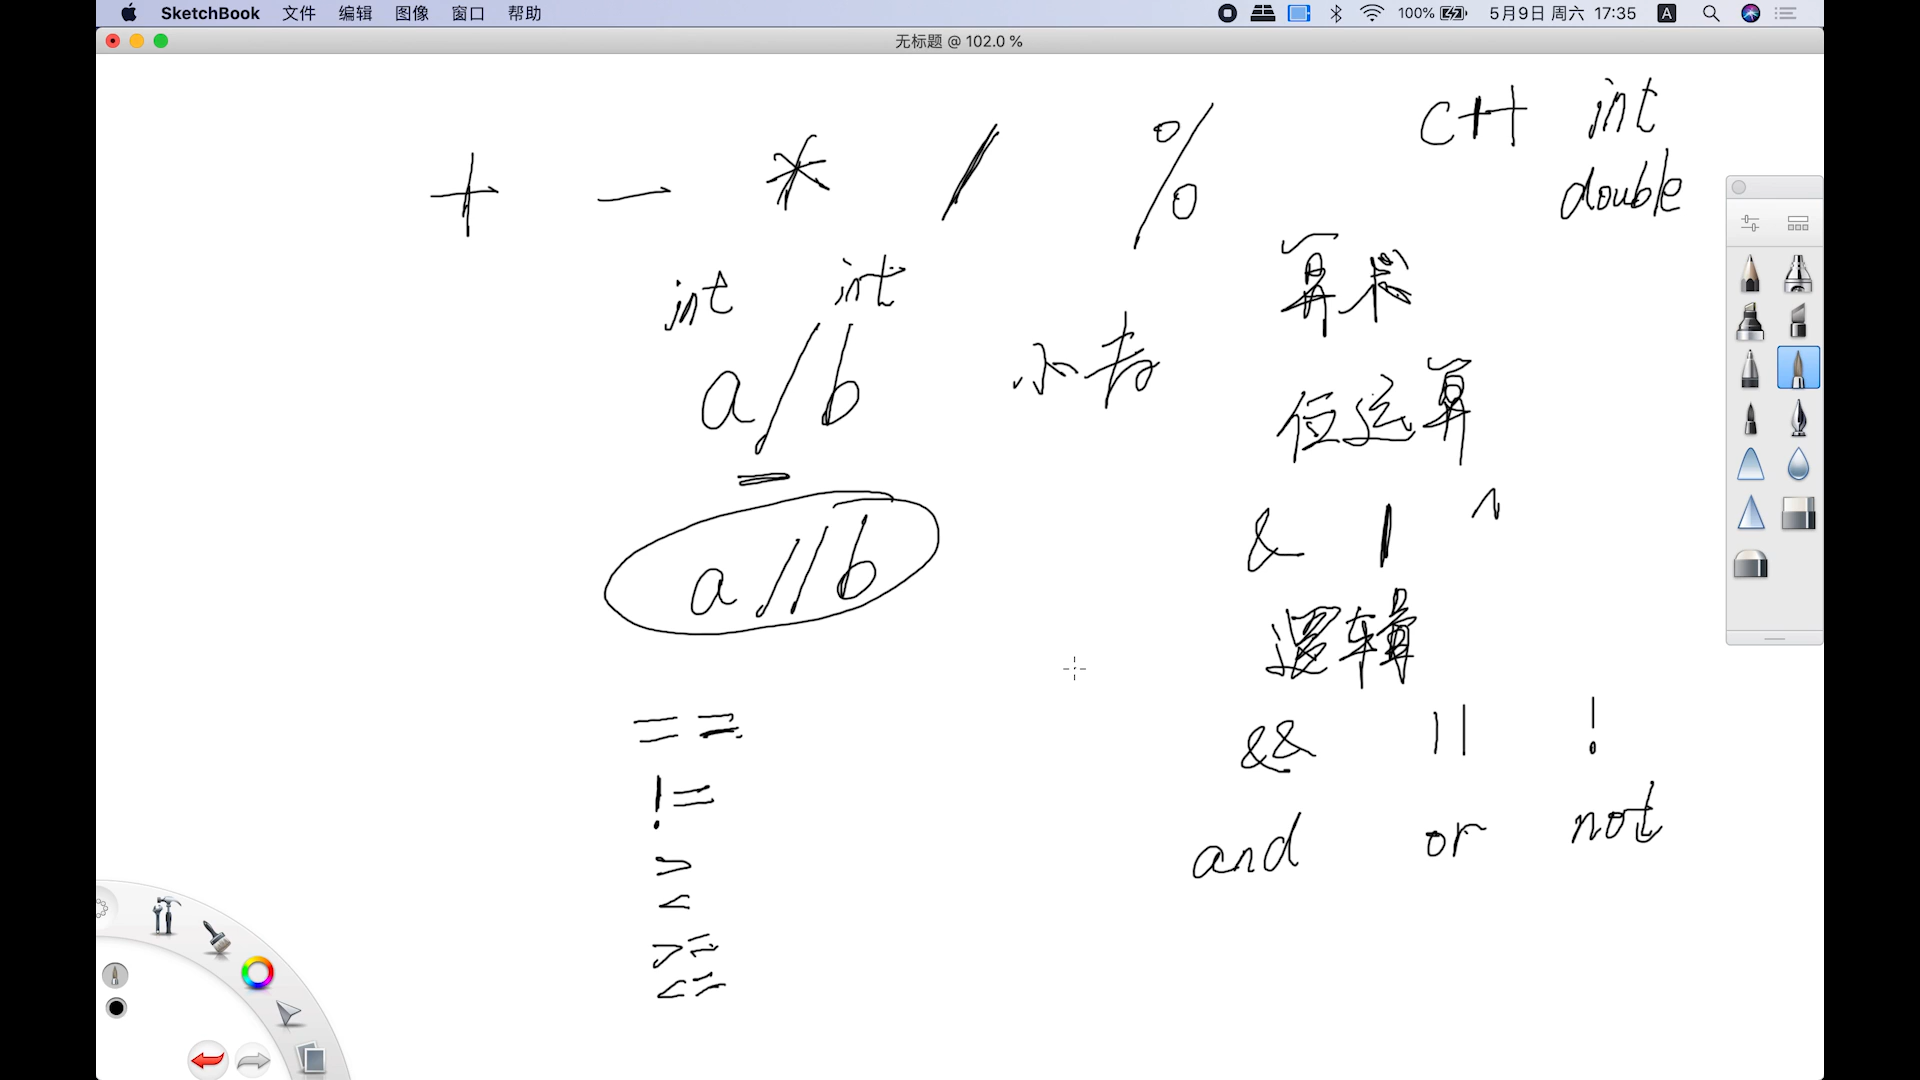 SketchBook 文件 编辑 图像 窗口 帮助 100% 5月9日 周六 17:35 A
无标题 @ 102.0 %
+ - * / %
C++ int
double
算术
int int
a/b
小者
位运算
& | ^
a//b
逻辑
&& || !
and or not
==
!=
>
<
>=
<=